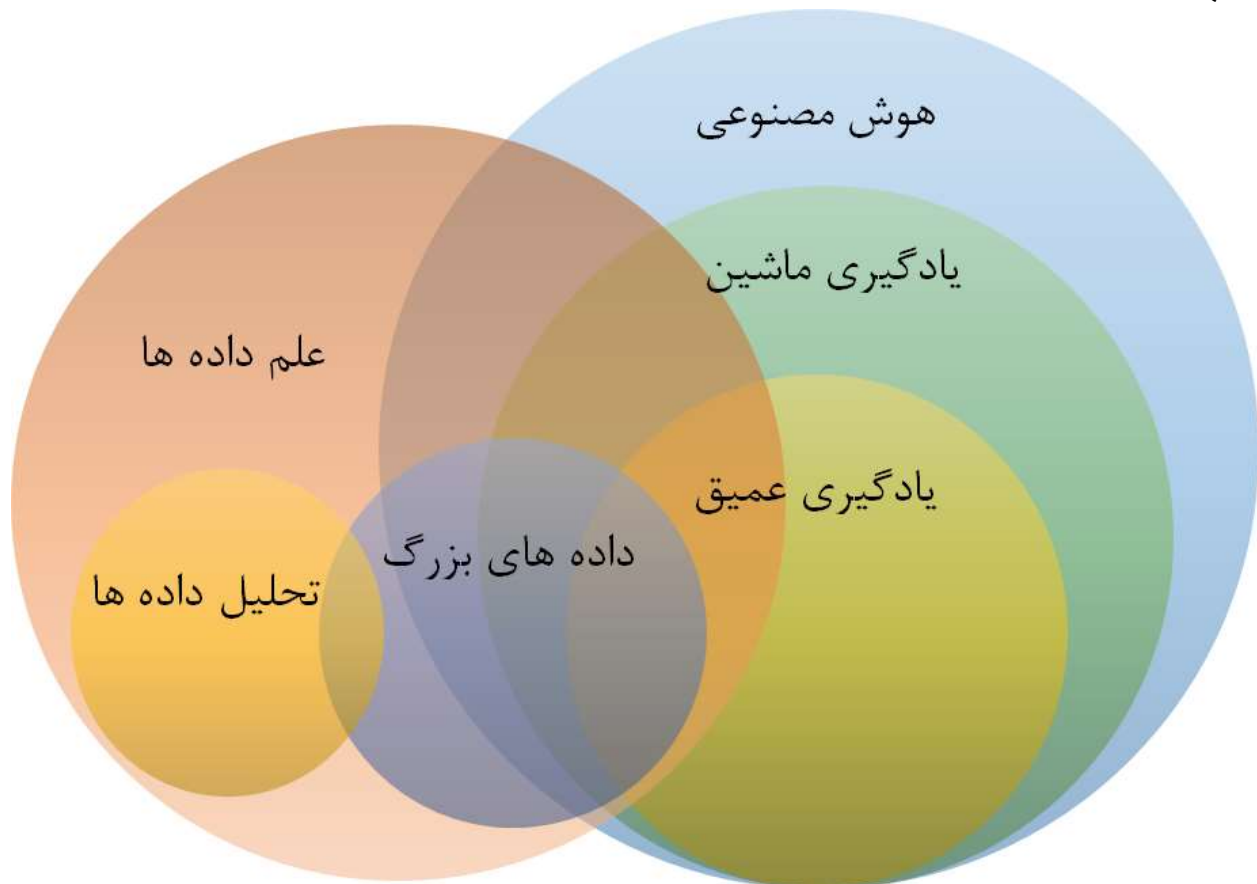 هوش مصنوعی
یادگیری ماشین
علم داده ها
یادگیری عمیق
داده های بزرگ
تحلیل داده ها